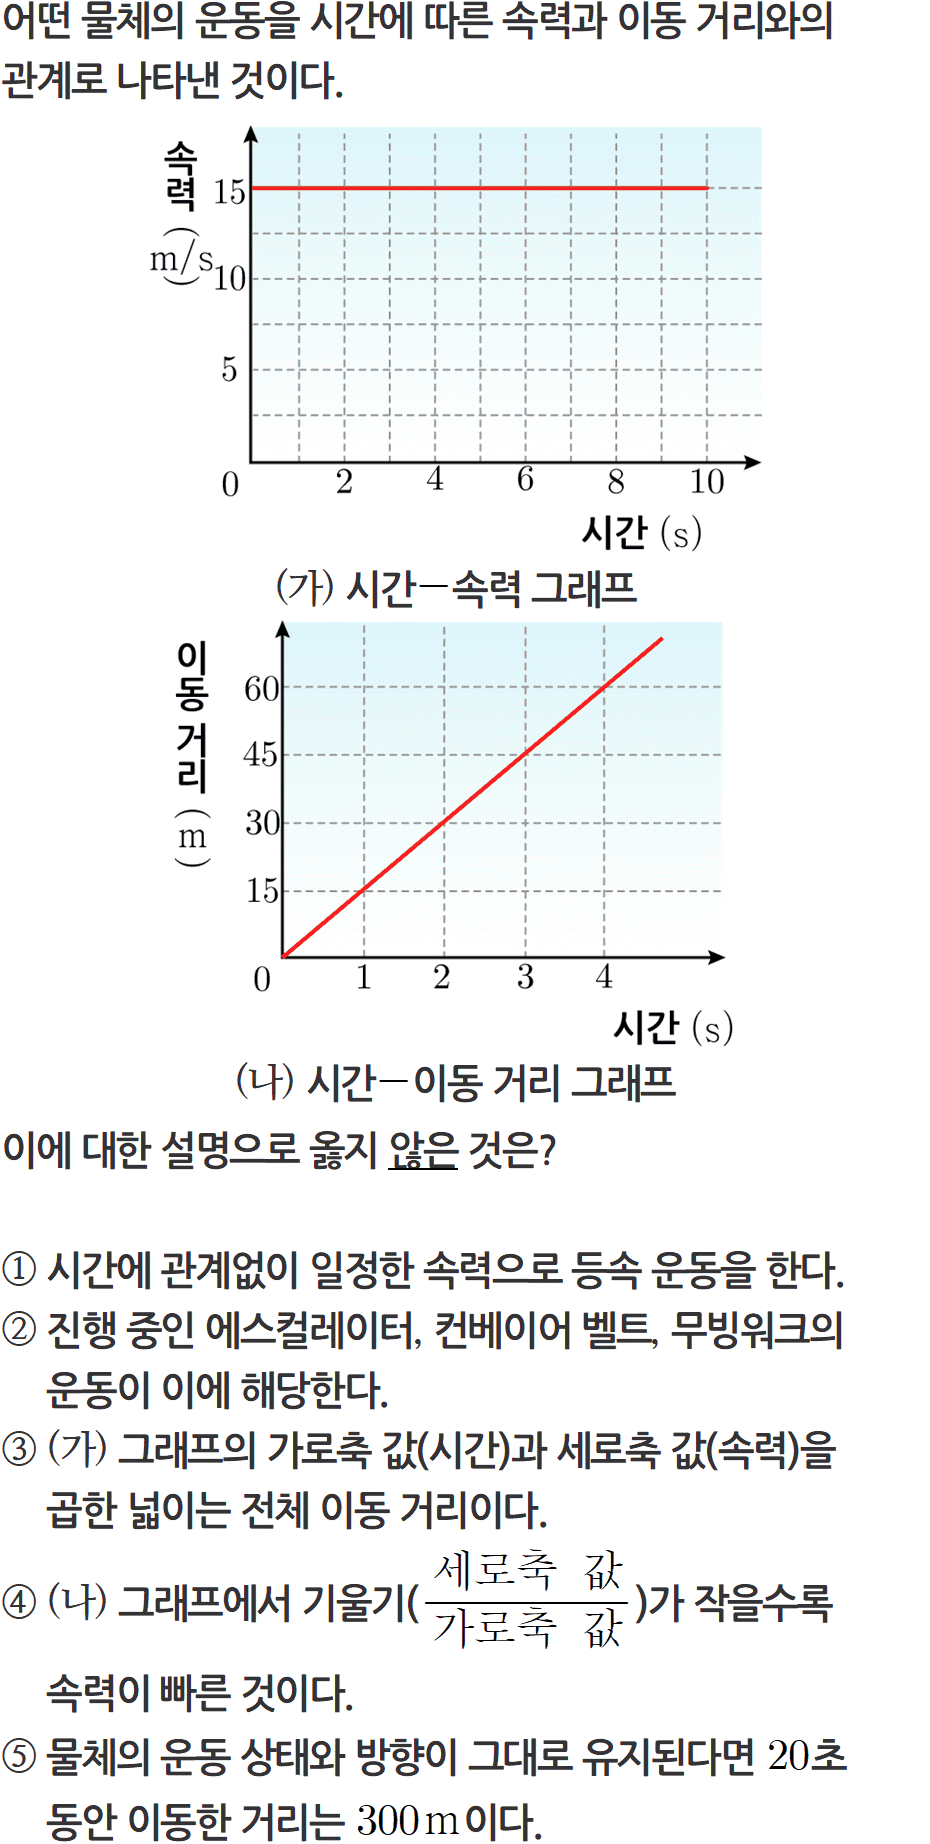 어떤 물체의 운동을 시간에 따른 속력과 이동 거리와의
관계로 나타낸 것이다.
속력 (m/s)
15
10
5
0 2 4 6 8 10
시간 (s)
(가) 시간－속력 그래프
이동 거리 (m)
60
45
30
15
0 1 2 3 4
시간 (s)
(나) 시간－이동 거리 그래프
이에 대한 설명으로 옳지 않은 것은?
① 시간에 관계없이 일정한 속력으로 등속 운동을 한다.
② 진행 중인 에스컬레이터, 컨베이어 벨트, 무빙워크의
운동이 이에 해당한다.
③ (가) 그래프의 가로축 값(시간)과 세로축 값(속력)을
곱한 넓이는 전체 이동 거리이다.
④ (나) 그래프에서 기울기(세로축 값/가로축 값)가 작을수록
속력이 빠른 것이다.
⑤ 물체의 운동 상태와 방향이 그대로 유지된다면 20초
동안 이동한 거리는 300m이다.